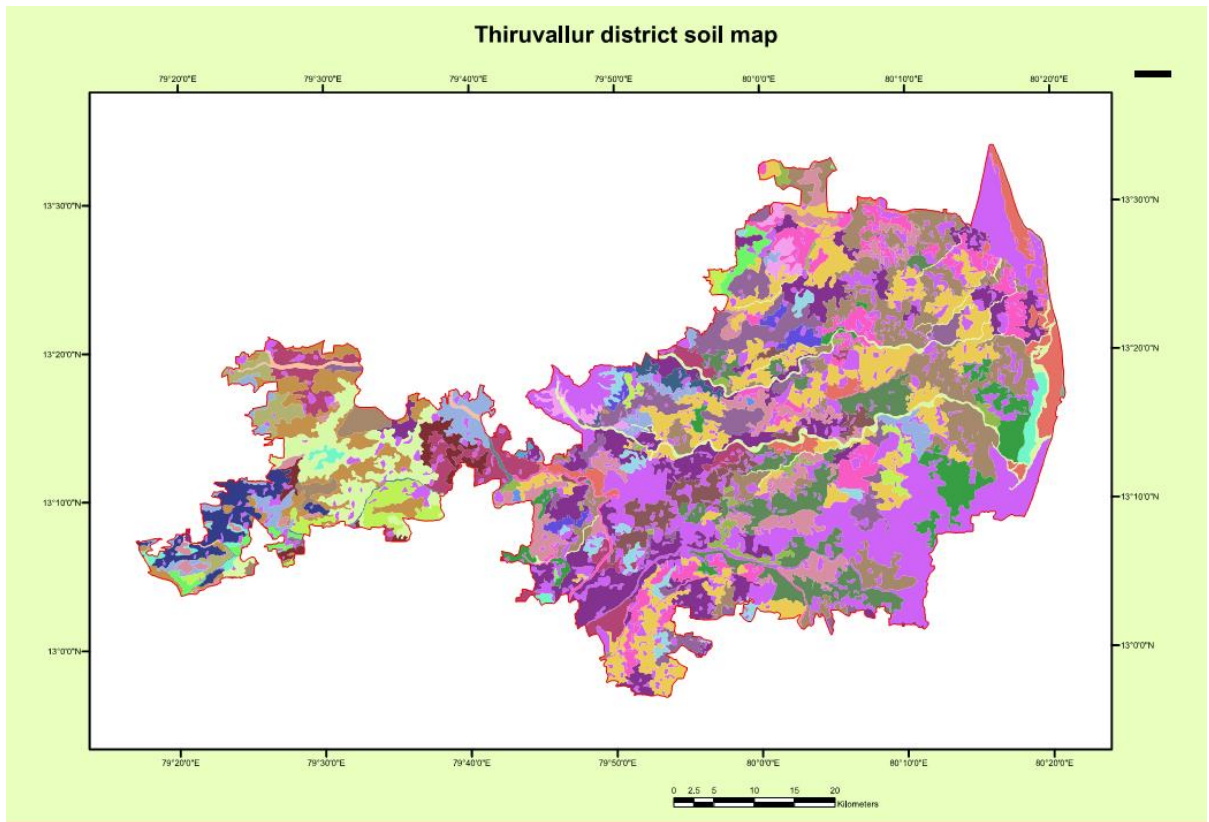 Thiruvallur district soil map
79°20'0"E 79°30'0"E 79°40'0"E 79°50'0"E 80°0'0"E 80°10'0"E 80°20'0"E
13°30'0"N 13°30'0"N
13°20'0"N 13°20'0"N
13°10'0"N 13°10'0"N
13°0'0"N 13°0'0"N
79°20'0"E 79°30'0"E 79°40'0"E 79°50'0"E 80°0'0"E 80°10'0"E 80°20'0"E
0 2.5 5 10 15 20
Kilometers